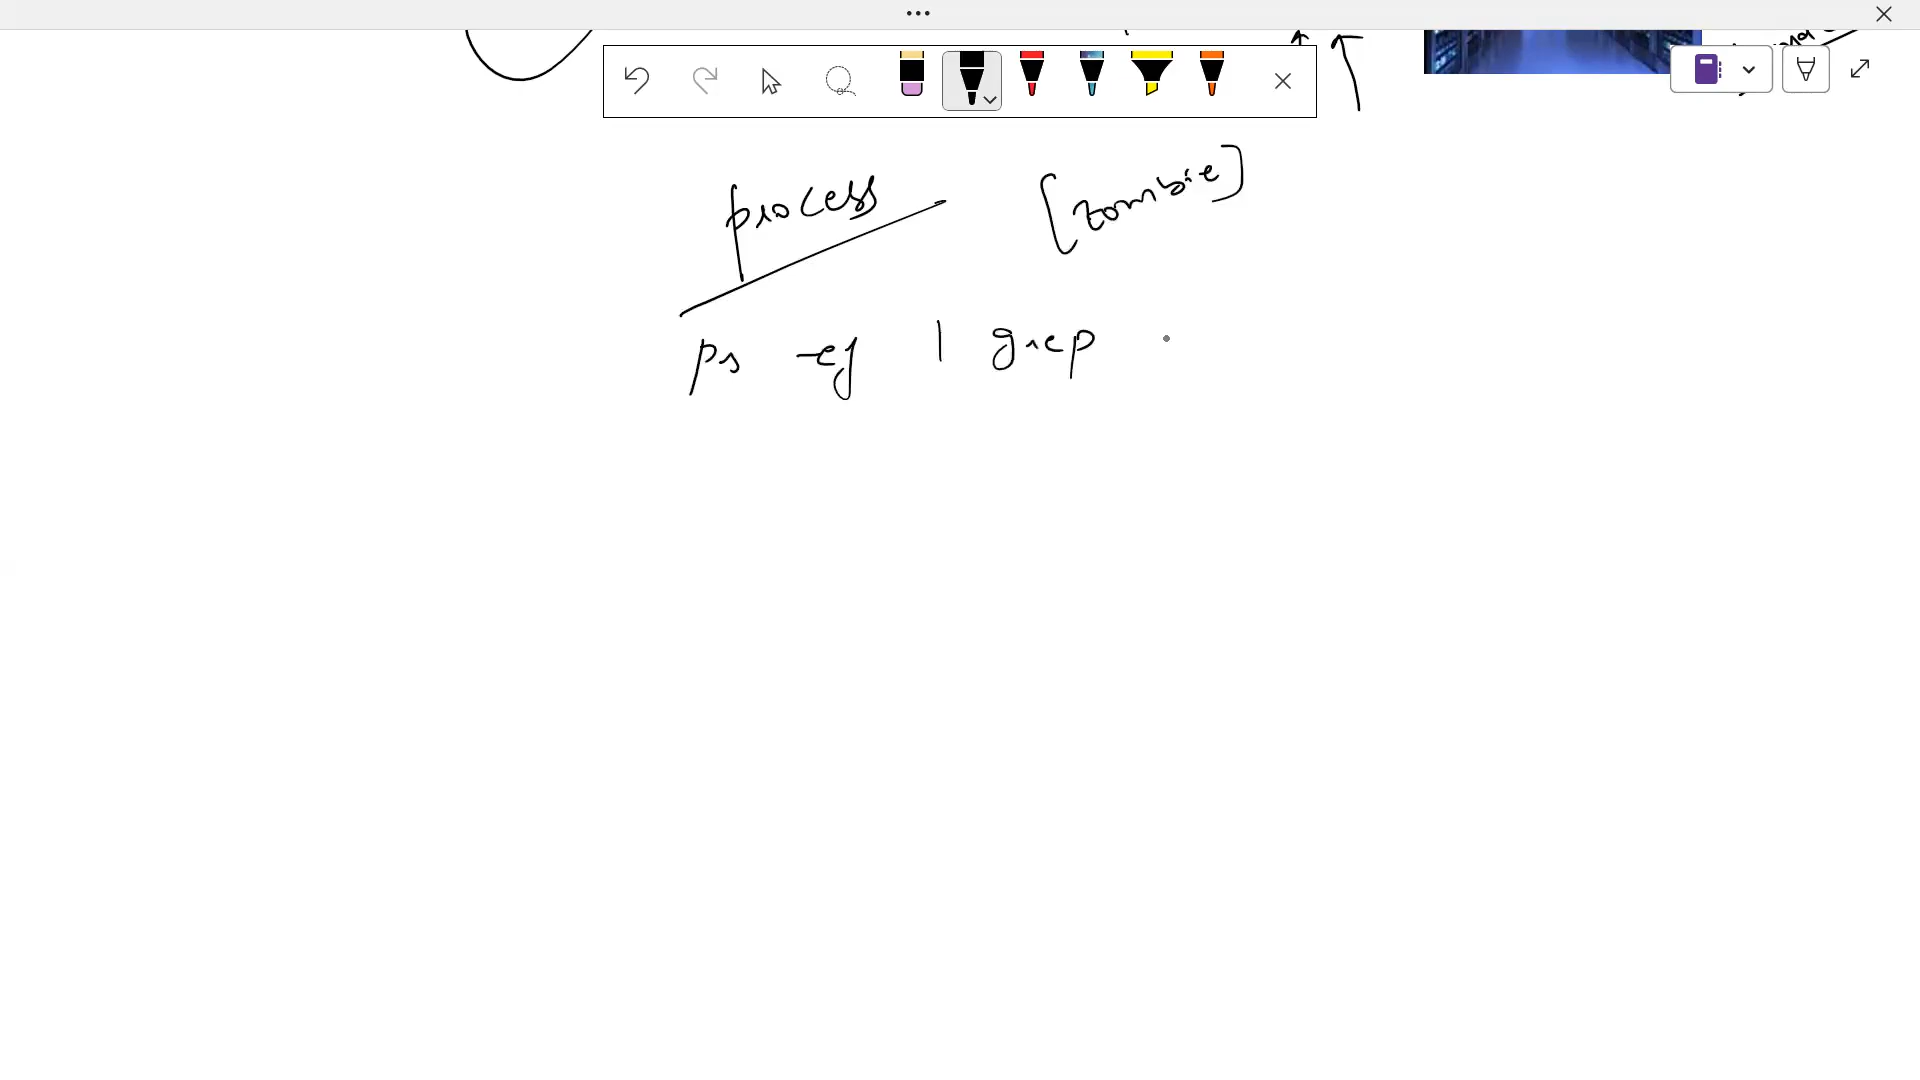 process [zombie]
ps -ef | grep